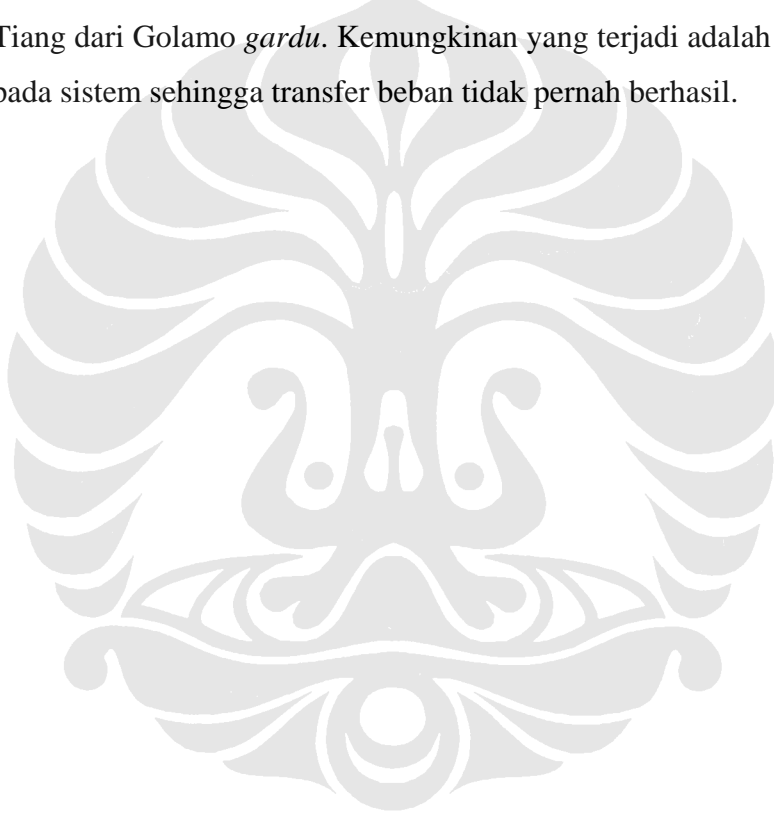 Tiang dari Golamo gardu. Kemungkinan yang terjadi adalah
pada sistem sehingga transfer beban tidak pernah berhasil.